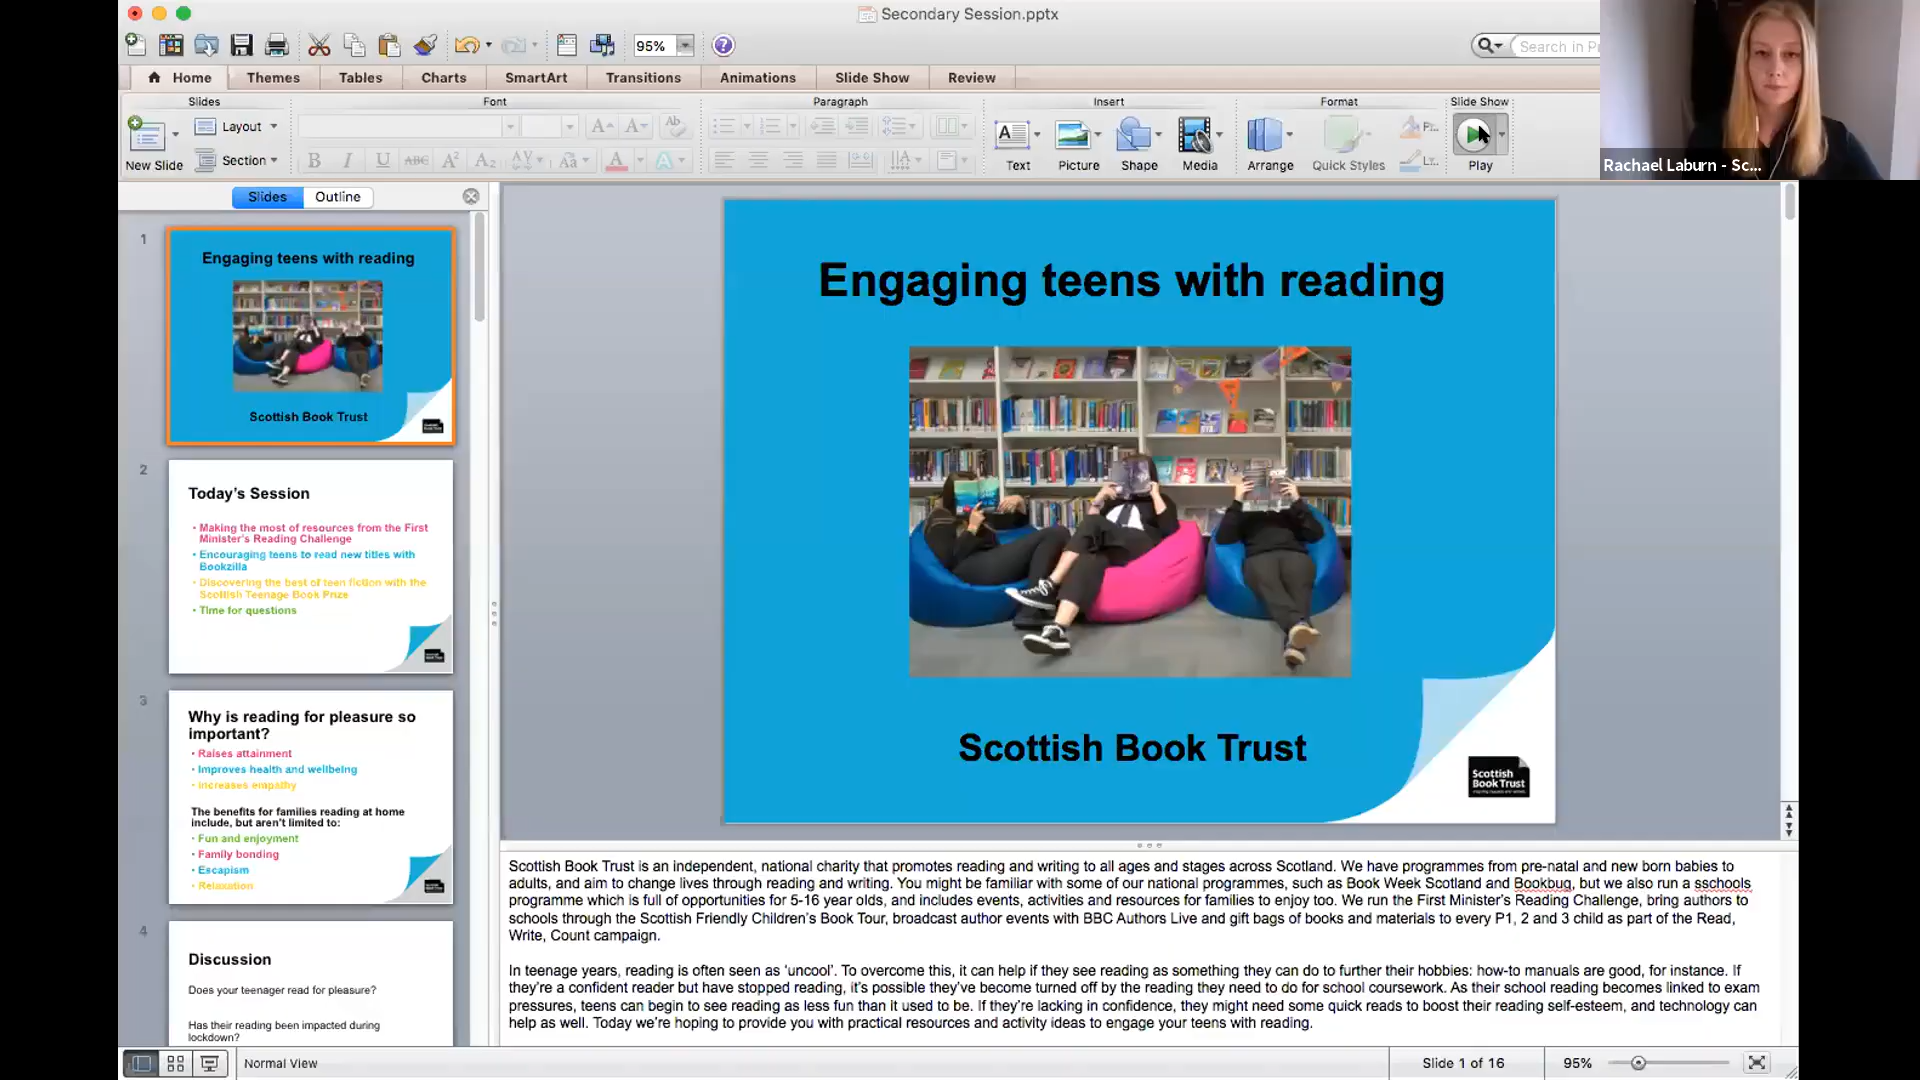 Secondary Session.pptx
95%
Search in P
Home
Themes
Tables
Charts
SmartArt
Transitions
Animations
Slide Show
Review
Slides
Font
Paragraph
Insert
Format
Slide Show
New Slide
Layout
Section
B I U ABC A² A₂ AV Aa A A
Text
Picture
Shape
Media
Arrange
Quick Styles
Play
Rachael Laburn - Sc...
Slides
Outline
1
Engaging teens with reading
Scottish Book Trust
2
Today's Session
• Making the most of resources from the First
Minister's Reading Challenge
• Encouraging teens to read new titles with
Bookzilla
• Discovering the best of teen fiction with the
Scottish Teenage Book Prize
• Time for questions
3
Why is reading for pleasure so
important?
• Raises attainment
• Improves health and wellbeing
• Increases empathy
The benefits for families reading at home
include, but aren't limited to:
• Fun and enjoyment
• Family bonding
• Escapism
• Relaxation
4
Discussion
Does your teenager read for pleasure?
Has their reading been impacted during
lockdown?
Engaging teens with reading
Scottish Book Trust
Scottish
Book Trust
Scottish Book Trust is an independent, national charity that promotes reading and writing to all ages and stages across Scotland. We have programmes from pre-natal and new born babies to
adults, and aim to change lives through reading and writing. You might be familiar with some of our national programmes, such as Book Week Scotland and Bookbug, but we also run a sschools
programme which is full of opportunities for 5-16 year olds, and includes events, activities and resources for families to enjoy too. We run the First Minister's Reading Challenge, bring authors to
schools through the Scottish Friendly Children's Book Tour, broadcast author events with BBC Authors Live and gift bags of books and materials to every P1, 2 and 3 child as part of the Read,
Write, Count campaign.
In teenage years, reading is often seen as 'uncool'. To overcome this, it can help if they see reading as something they can do to further their hobbies: how-to manuals are good, for instance. If
they're a confident reader but have stopped reading, it's possible they've become turned off by the reading they need to do for school coursework. As their school reading becomes linked to exam
pressures, teens can begin to see reading as less fun than it used to be. If they're lacking in confidence, they might need some quick reads to boost their reading self-esteem, and technology can
help as well. Today we're hoping to provide you with practical resources and activity ideas to engage your teens with reading.
Normal View
Slide 1 of 16
95%